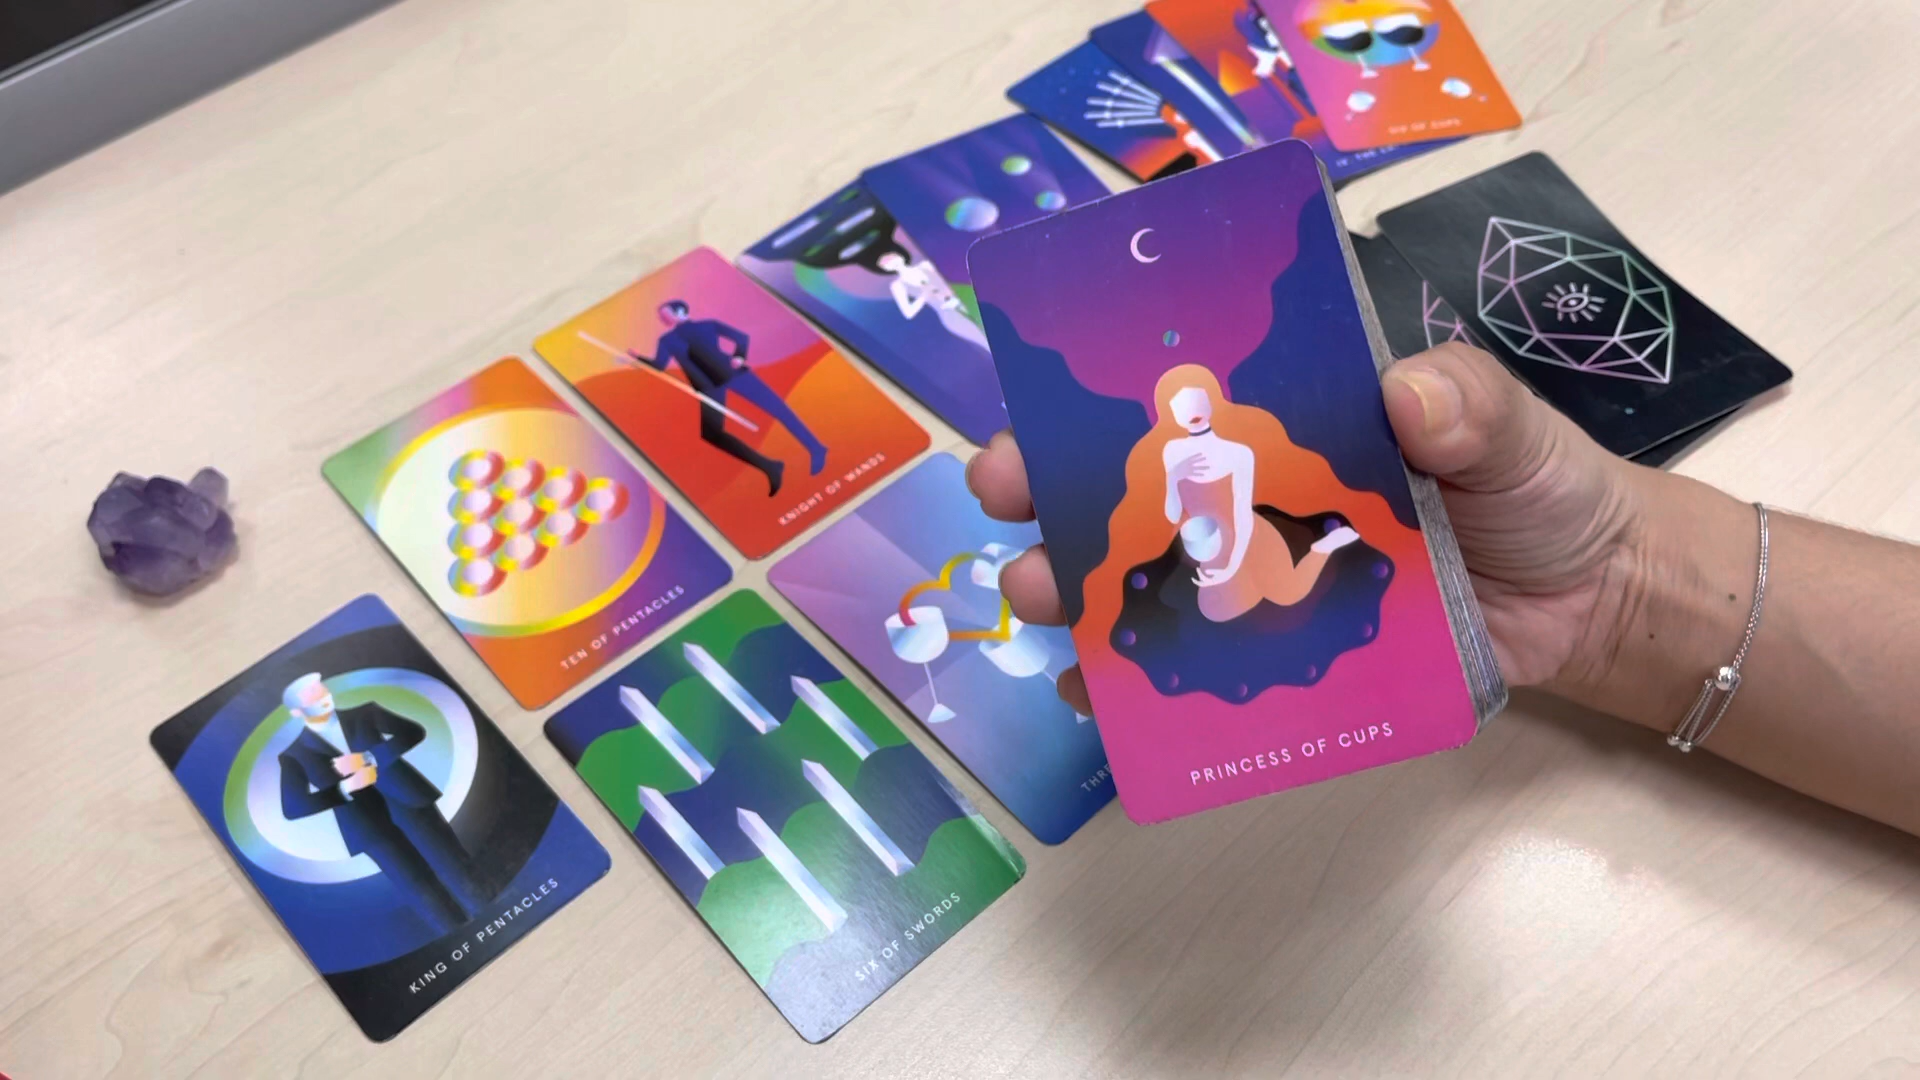 SIX OF CUPS
KNIGHT OF WANDS
TEN OF PENTACLES
PRINCESS OF CUPS
KING OF PENTACLES
SIX OF SWORDS